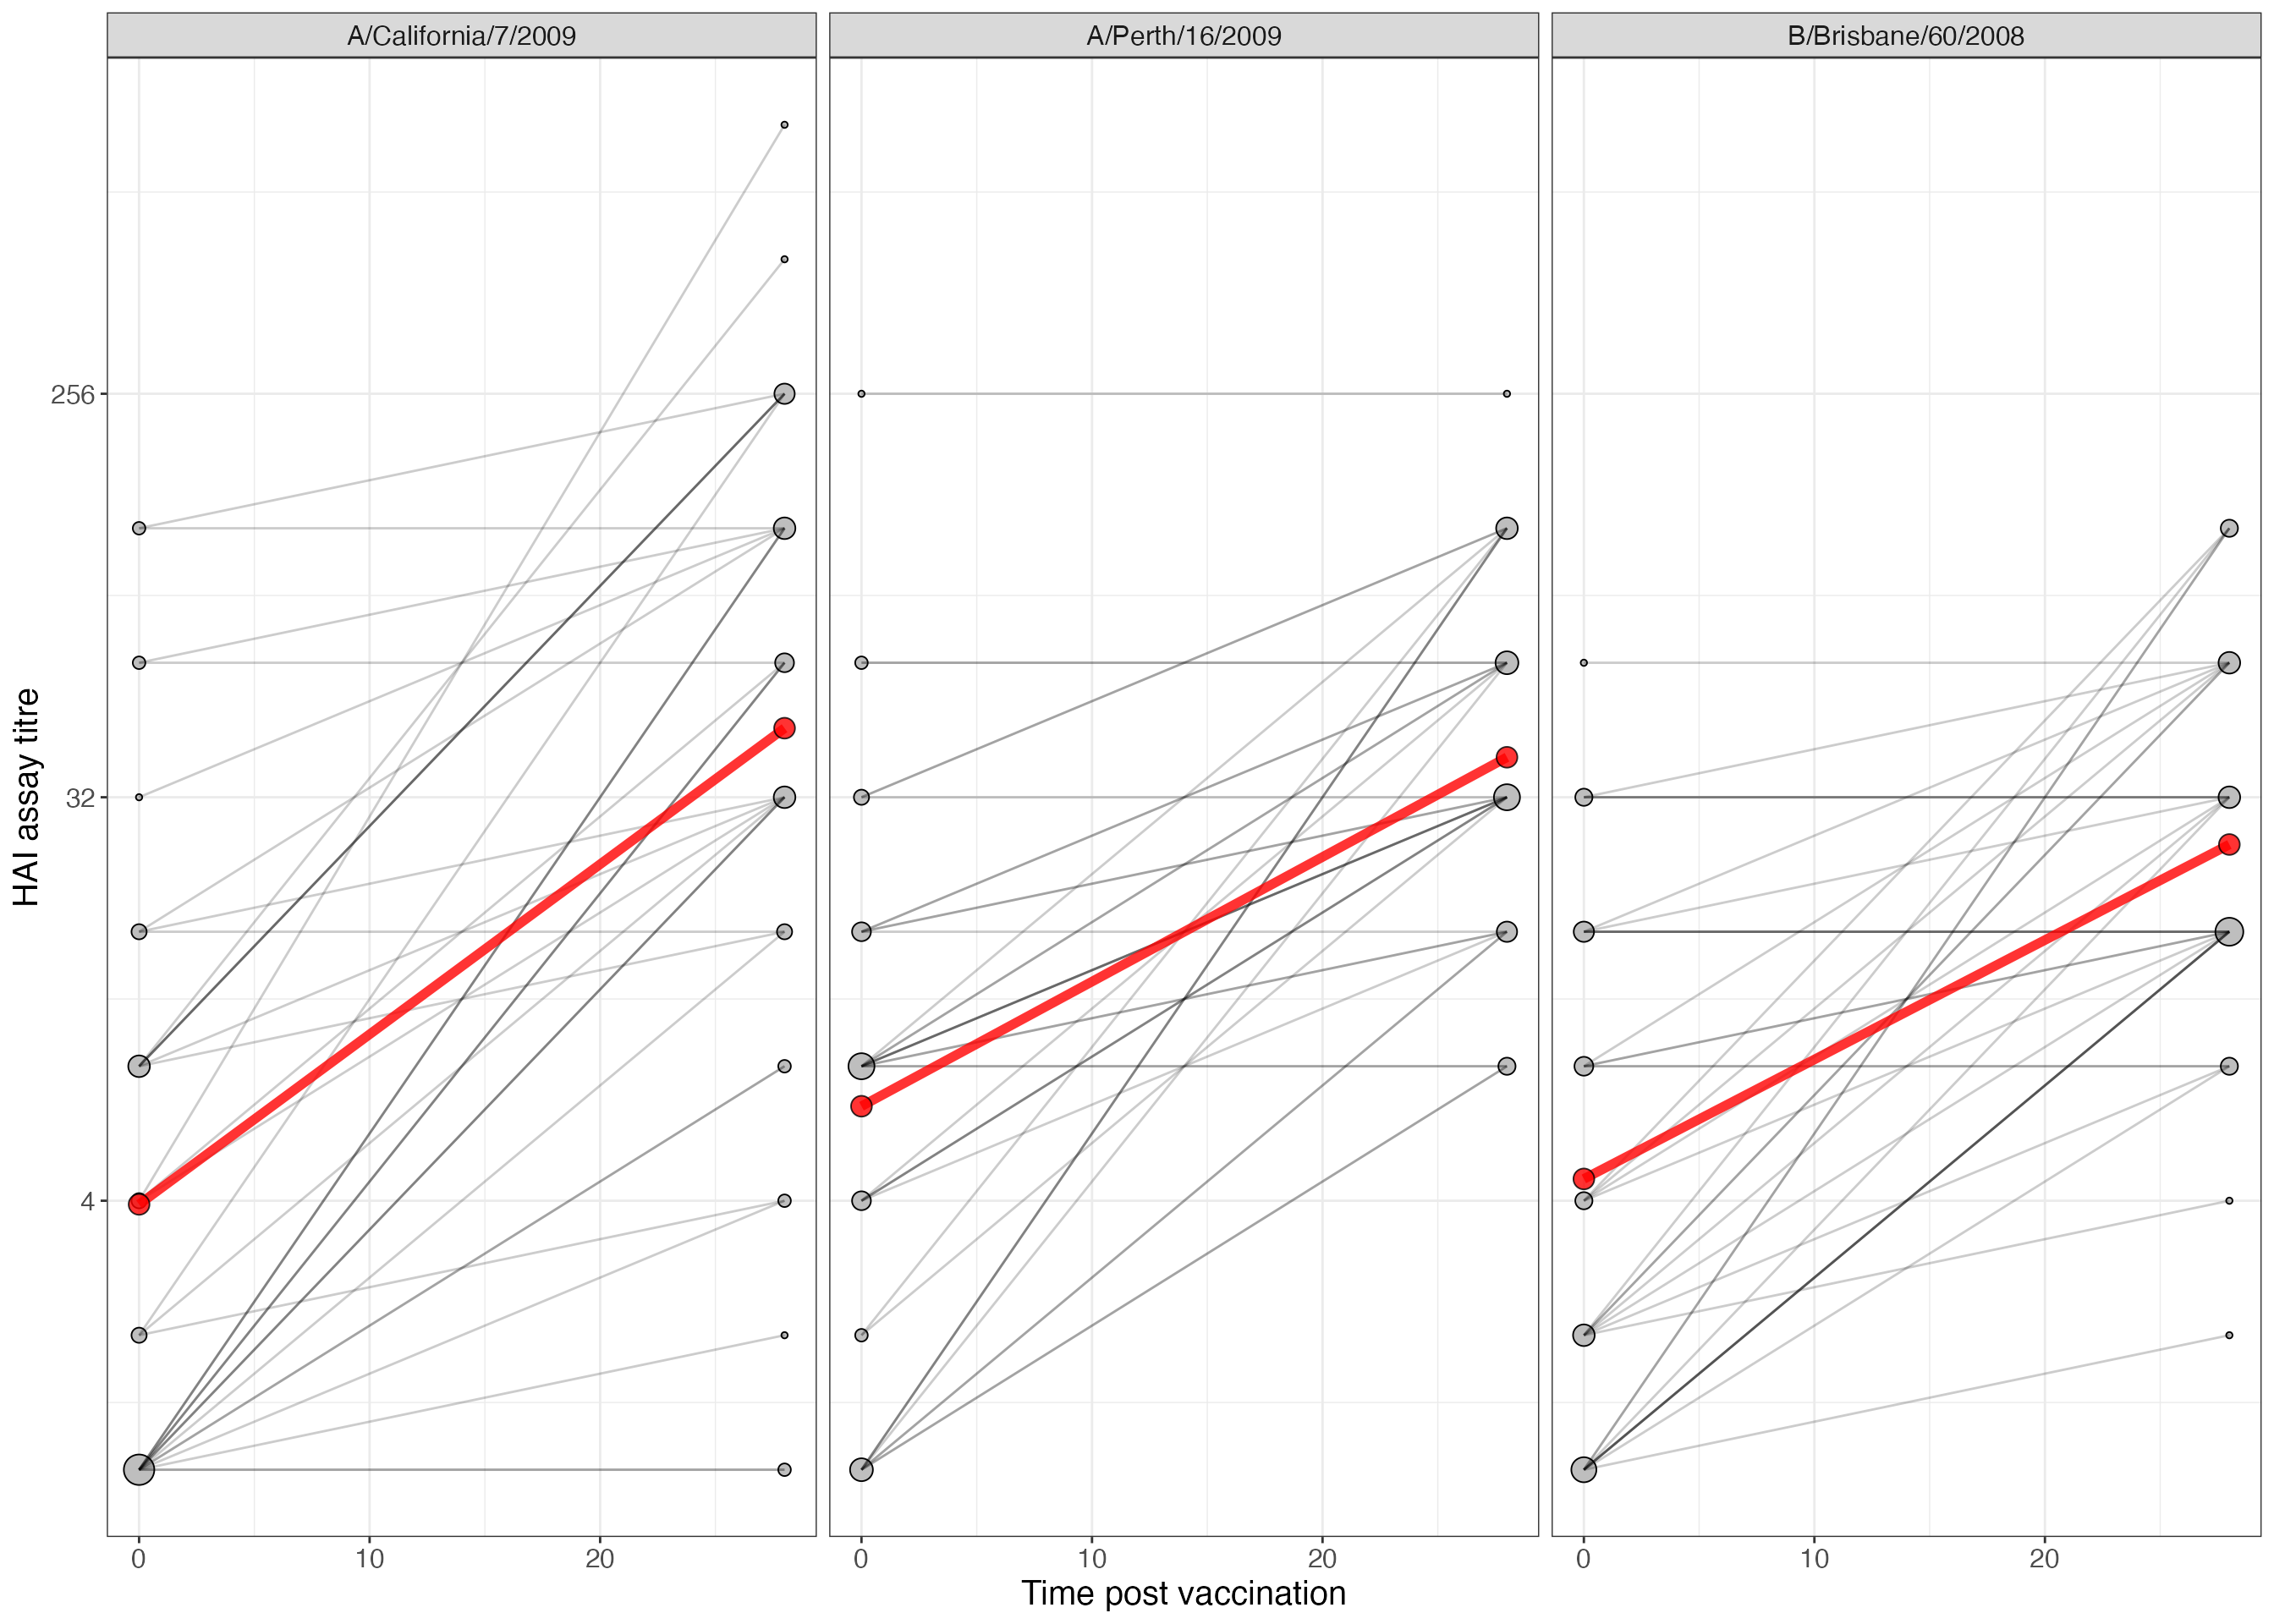 A/California/7/2009
A/Perth/16/2009
B/Brisbane/60/2008
HAI assay titre
256
32
4
0 10 20
0 10 20
0 10 20
Time post vaccination